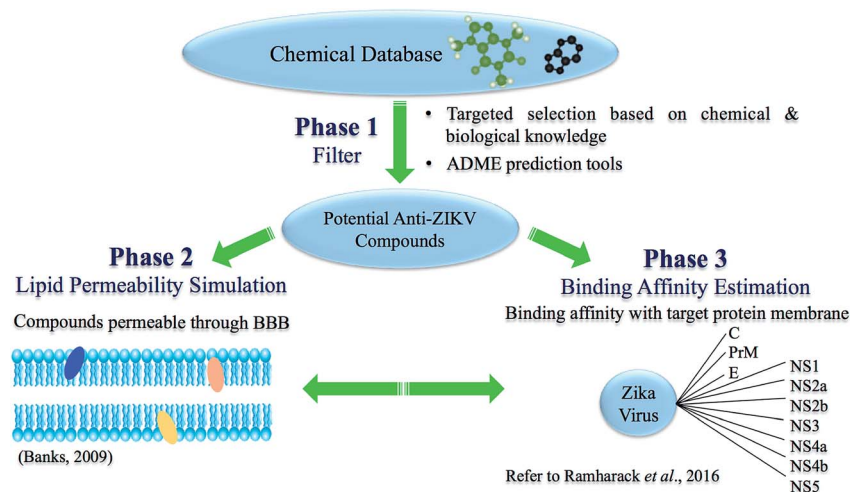 Chemical Database
Phase 1
Filter
• Targeted selection based on chemical &
biological knowledge
• ADME prediction tools
Potential Anti-ZIKV
Compounds
Phase 2
Lipid Permeability Simulation
Compounds permeable through BBB
(Banks, 2009)
Phase 3
Binding Affinity Estimation
Binding affinity with target protein membrane
C
PrM
E
NS1
NS2a
NS2b
NS3
NS4a
NS4b
NS5
Zika
Virus
Refer to Ramharack et al., 2016